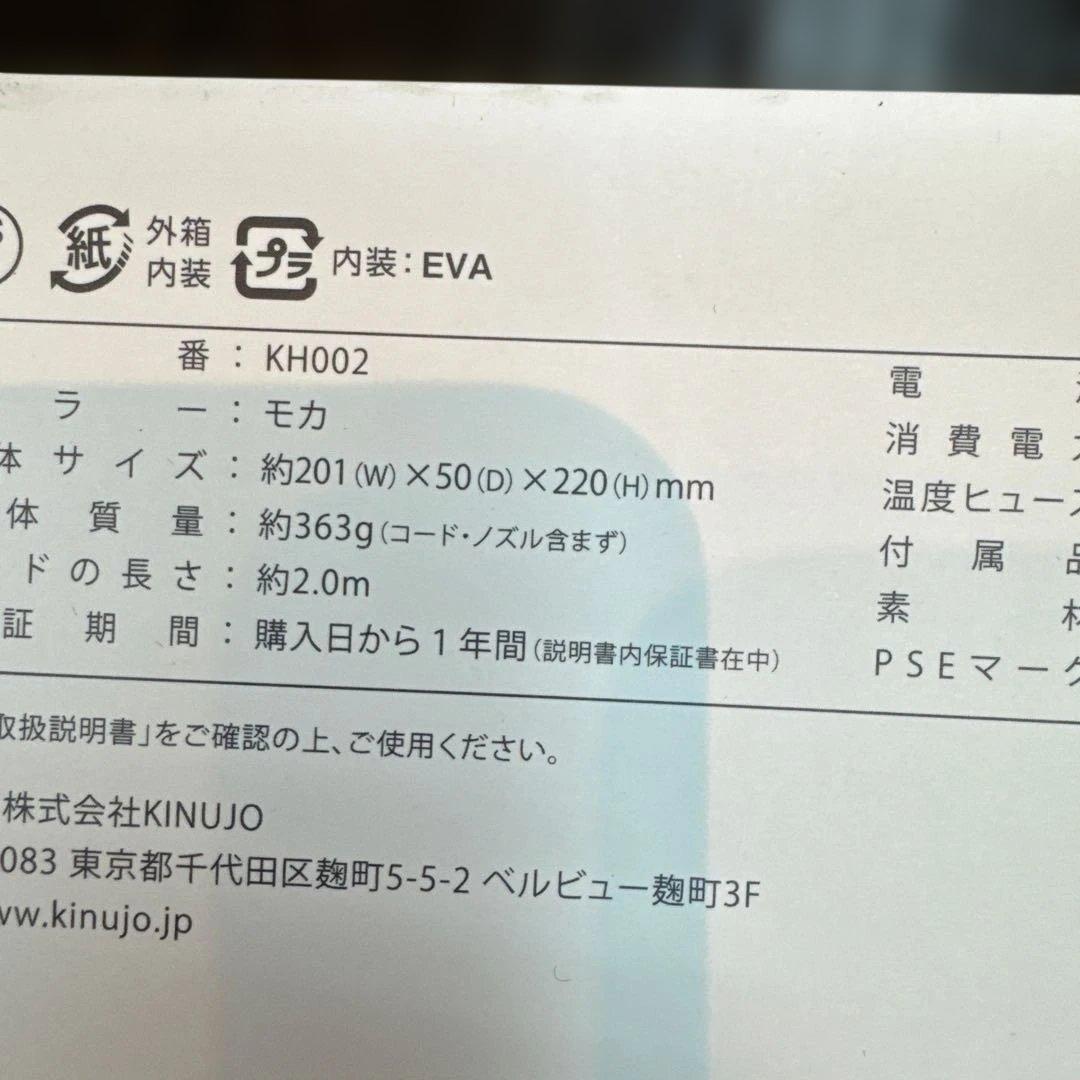 紙 外箱 内装
プラ 内装：EVA
番：KH002
ラー：モカ
体サイズ：約201(W)×50(D)×220(H)mm
体質量：約363g(コード・ノズル含まず)
ドの長さ：約2.0m
証期間：購入日から1年間(説明書内保証書在中)
電
消費電
温度ヒュー
付属品
素材
PSEマーク
取扱説明書」をご確認の上、ご使用ください。
株式会社KINUJO
083 東京都千代田区麹町5-5-2 ベルビュー麹町3F
ww.kinujo.jp